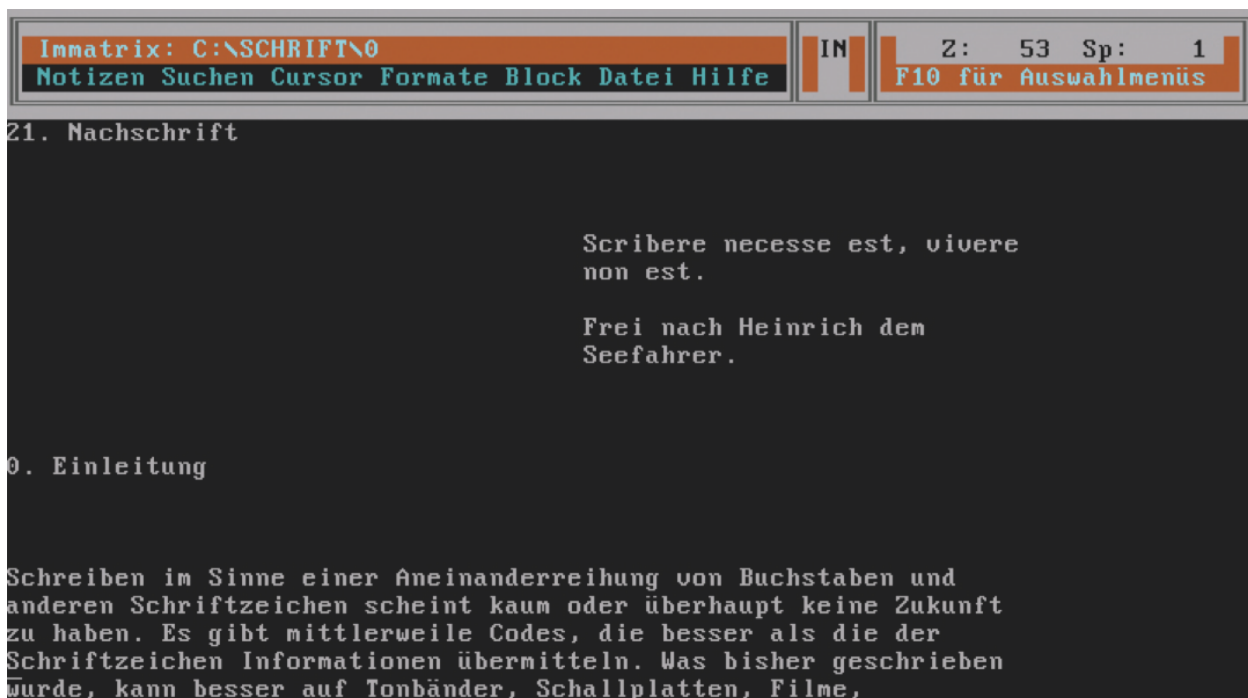 Immatrix: C:\SCHRIFT\0
Notizen Suchen Cursor Formate Block Datei Hilfe
IN
Z: 53 Sp: 1
F10 für Auswahlmenüs
21. Nachschrift
Scribere necesse est, vivere
non est.
Frei nach Heinrich dem
Seefahrer.
0. Einleitung
Schreiben im Sinne einer Aneinanderreihung von Buchstaben und
anderen Schriftzeichen scheint kaum oder überhaupt keine Zukunft
zu haben. Es gibt mittlerweile Codes, die besser als die der
Schriftzeichen Informationen übermitteln. Was bisher geschrieben
wurde, kann besser auf Tonbänder, Schallplatten, Filme,